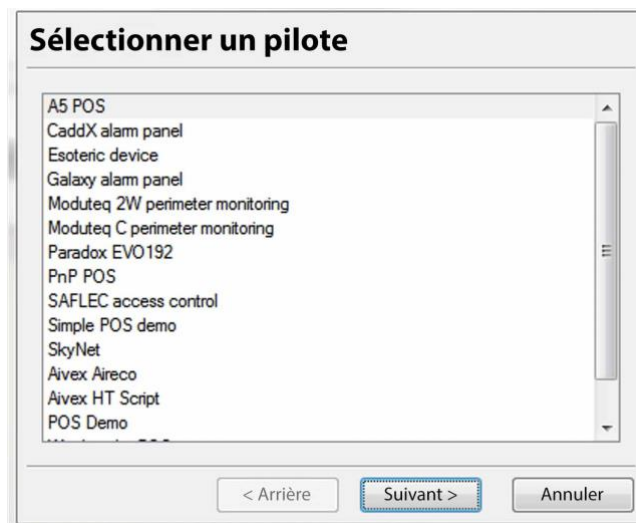 Sélectionner un pilote
A5 POS
CaddX alarm panel
Esoteric device
Galaxy alarm panel
Moduteq 2W perimeter monitoring
Moduteq C perimeter monitoring
Paradox EVO192
PnP POS
SAFLEC access control
Simple POS demo
SkyNet
Aivex Aireco
Aivex HT Script
POS Demo
< Arrière
Suivant >
Annuler